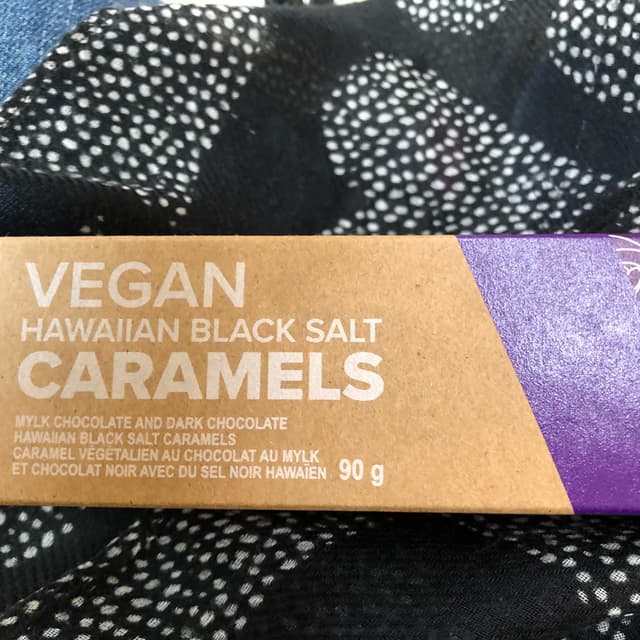 VEGAN
HAWAIIAN BLACK SALT
CARAMELS
MYLK CHOCOLATE AND DARK CHOCOLATE
HAWAIIAN BLACK SALT CARAMELS
CARAMEL VÉGÉTALIEN AU CHOCOLAT AU MYLK
ET CHOCOLAT NOIR AVEC DU SEL NOIR HAWAÏEN 90 g